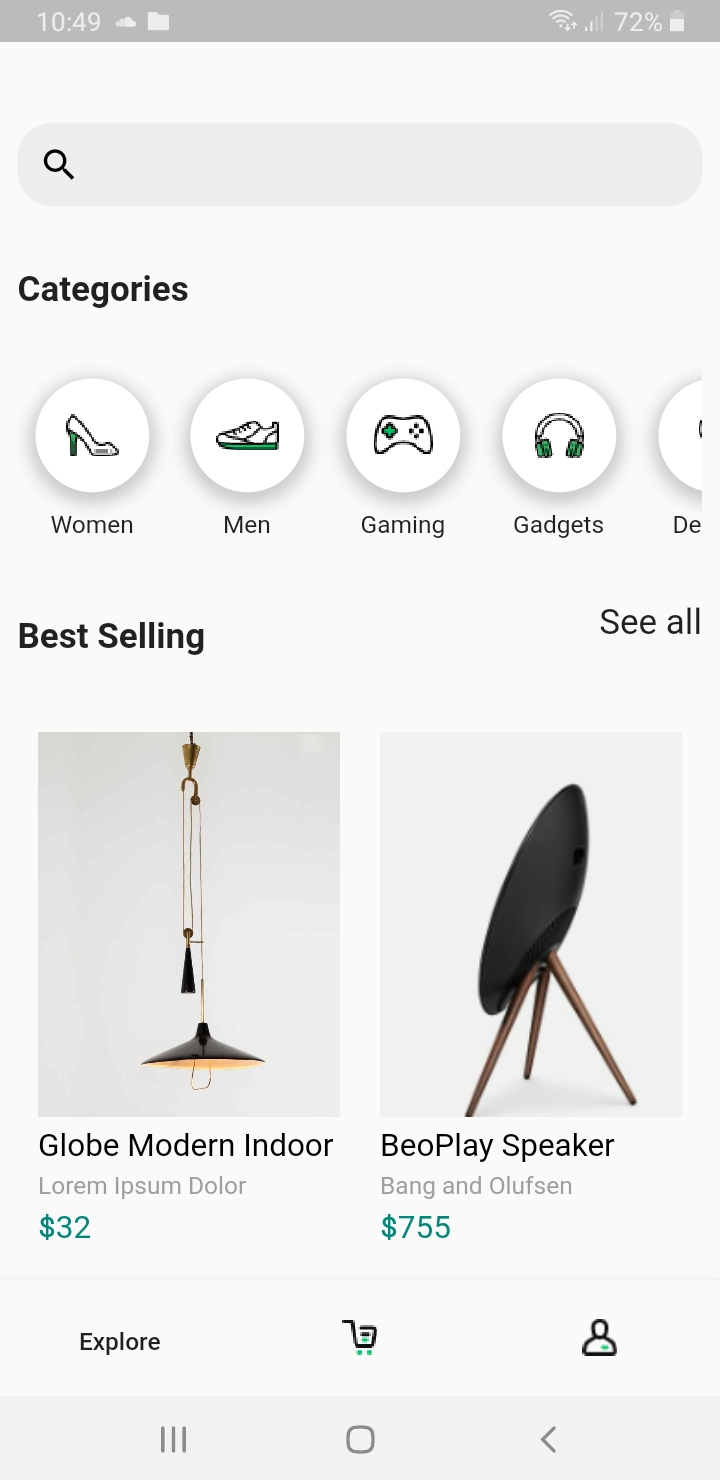 10:49 72%
Categories
Women Men Gaming Gadgets De
Best Selling See all
Globe Modern Indoor BeoPlay Speaker
Lorem Ipsum Dolor Bang and Olufsen
$32 $755
Explore